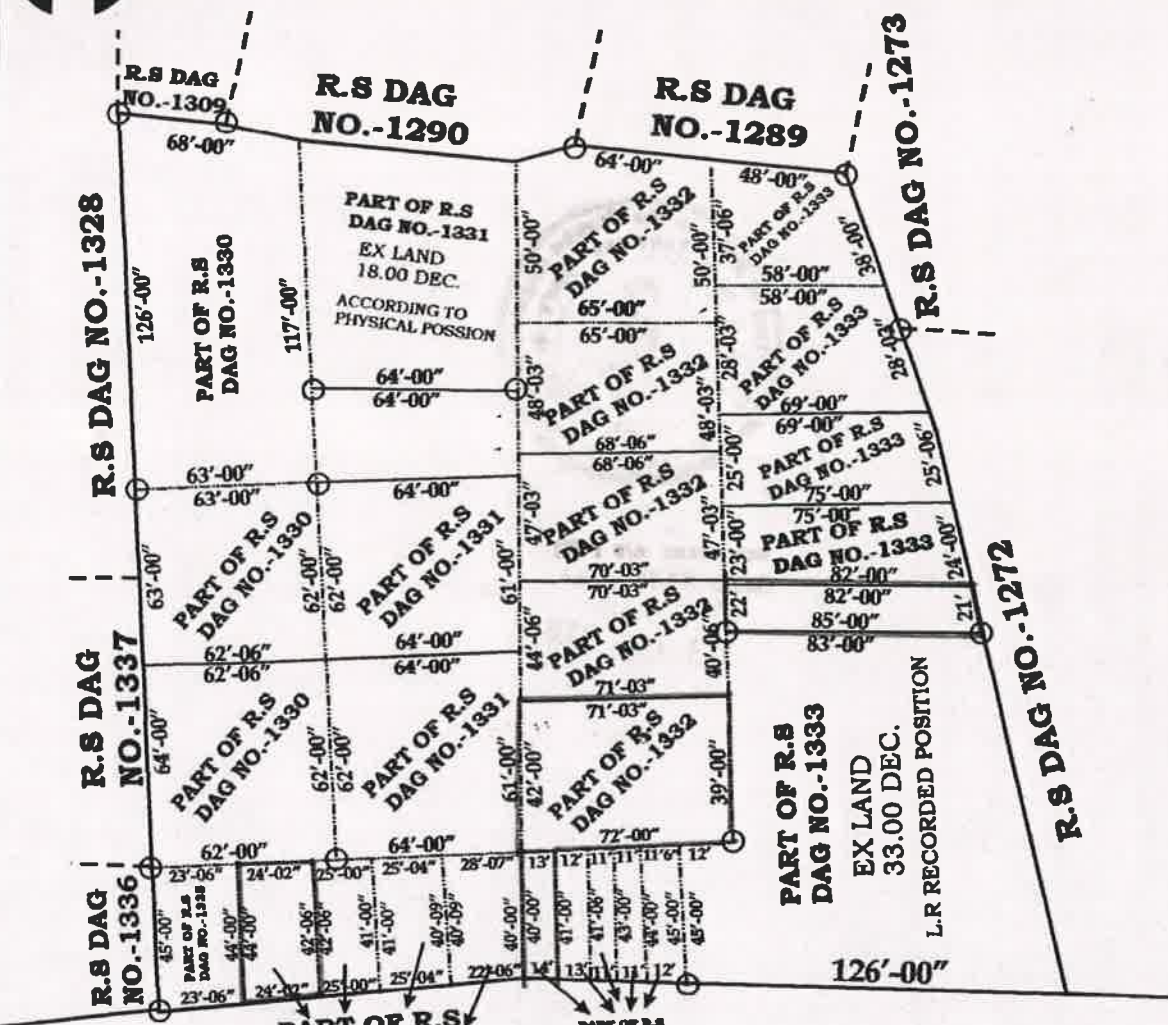 R.S DAG
NO.-1309
R.S DAG
NO.-1290
R.S DAG
NO.-1289
R.S DAG NO.-1273
68'-00"
64'-00"
48'-00"
R.S DAG NO.-1328
126'-00"
PART OF R.S
DAG NO.-1330
117'-00"
PART OF R.S
DAG NO.-1331
EX LAND
18.00 DEC.
ACCORDING TO
PHYSICAL POSSION
64'-00"
64'-00"
50'-00"
PART OF R.S
DAG NO.-1332
50'-00"
37'-06"
PART OF R.S
DAG NO.-1333
38'-00"
58'-00"
58'-00"
65'-00"
65'-00"
48'-03"
PART OF R.S
DAG NO.-1332
48'-03"
28'-03"
PART OF R.S
DAG NO.-1333
28'-03"
69'-00"
69'-00"
68'-06"
68'-06"
25'-00"
PART OF R.S
DAG NO.-1333
25'-06"
75'-00"
75'-00"
63'-00"
63'-00"
64'-00"
47'-03"
PART OF R.S
DAG NO.-1332
47'-03"
23'-00"
PART OF R.S
DAG NO.-1333
24'-00"
82'-00"
82'-00"
63'-00"
PART OF R.S
DAG NO.-1330
62'-00"
62'-00"
PART OF R.S
DAG NO.-1331
61'-00"
70'-03"
70'-03"
22'
21'
85'-00"
83'-00"
R.S DAG NO.-1272
R.S DAG
NO.-1337
62'-06"
62'-06"
64'-00"
64'-00"
44'-06"
PART OF R.S
DAG NO.-1332
40'-06"
71'-03"
71'-03"
64'-00"
PART OF R.S
DAG NO.-1330
62'-00"
62'-00"
PART OF R.S
DAG NO.-1331
61'-00"
42'-00"
PART OF R.S
DAG NO.-1332
39'-00"
72'-00"
PART OF R.S
DAG NO.-1333
EX LAND
33.00 DEC.
L.R RECORDED POSITION
62'-00"
64'-00"
R.S DAG
NO.-1336
23'-06"
24'-02"
25'-00"
25'-04"
28'-07"
13'
12'
11'
11'
11'6"
12'
45'-00"
PART OF R.S
DAG NO.-1335
44'-00"
44'-00"
42'-06"
42'-06"
41'-00"
41'-00"
40'-09"
40'-09"
40'-00"
40'-00"
41'-00"
41'-06"
43'-00"
44'-00"
45'-00"
45'-00"
23'-06"
24'-02"
25'-00"
25'-04"
22'-06"
14'
13'
11'
11'
12'
126'-00"
PART OF R.S